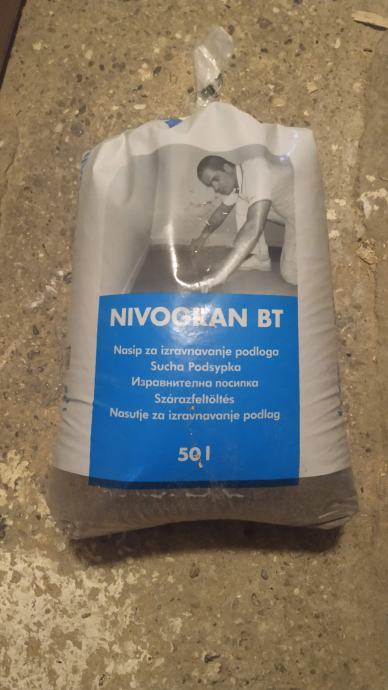 NIVOGRAN BT
Nasip za izravnavanje podloga
Sucha Podsypka
Изравнителна посипка
Szárazfeltöltés
Nasutje za izravnavanje podlag
50 l